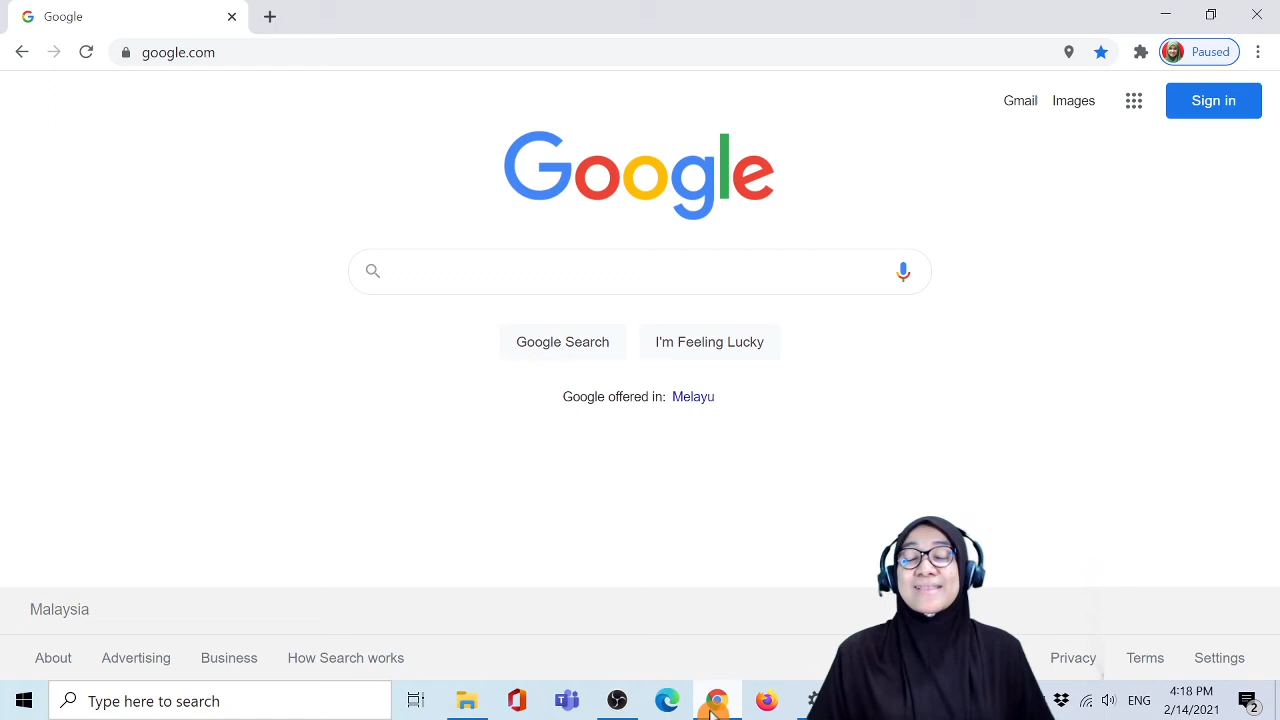 Google
google.com
Paused
Gmail
Images
Sign in
Google
Google Search
I'm Feeling Lucky
Google offered in: Melayu
Malaysia
About
Advertising
Business
How Search works
Privacy
Terms
Settings
Type here to search
ENG
4:18 PM
2/14/2021
2